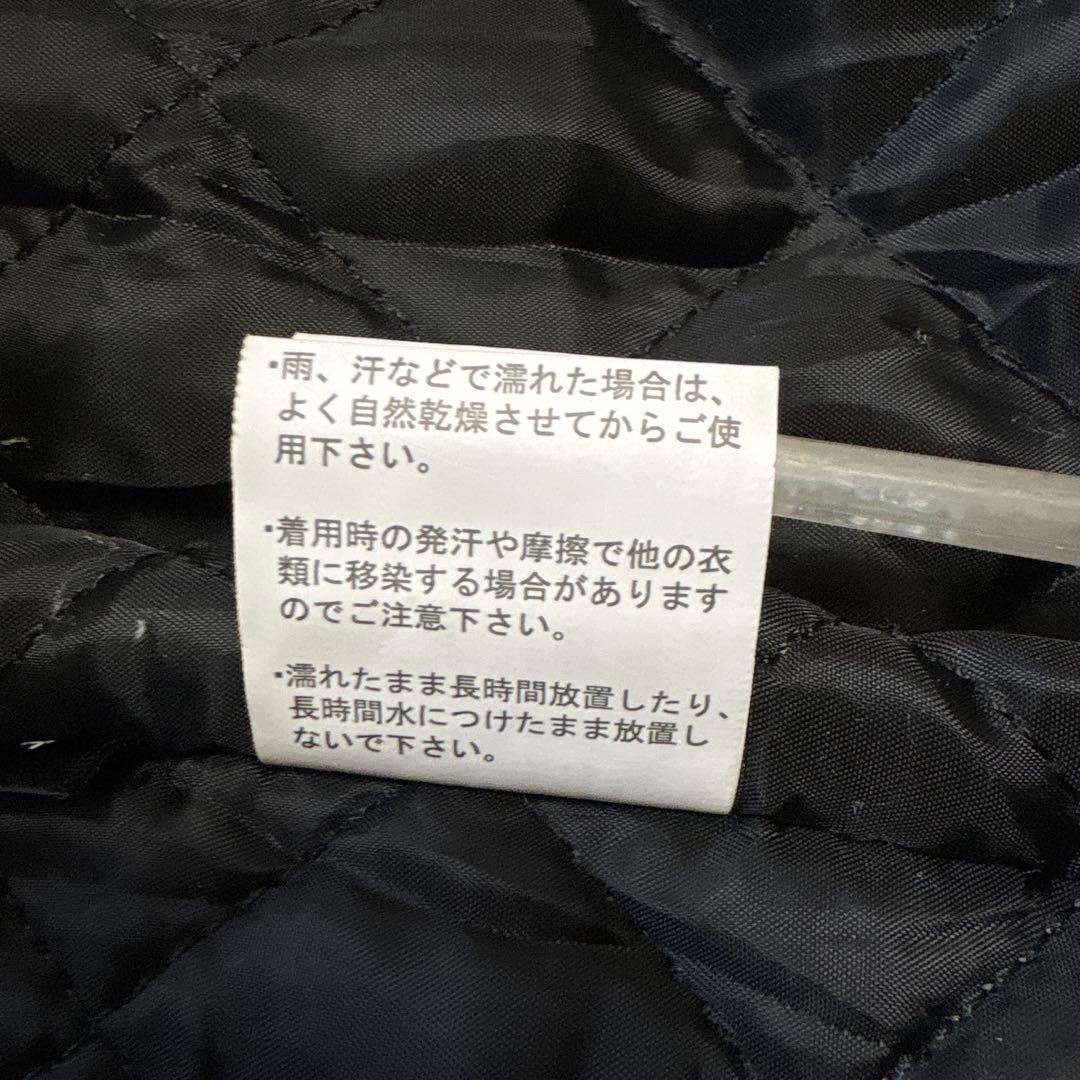 ・雨、汗などで濡れた場合は、
よく自然乾燥させてからご使
用下さい。
・着用時の発汗や摩擦で他の衣
類に移染する場合があります
のでご注意下さい。
・濡れたまま長時間放置したり、
長時間水につけたまま放置し
ないで下さい。